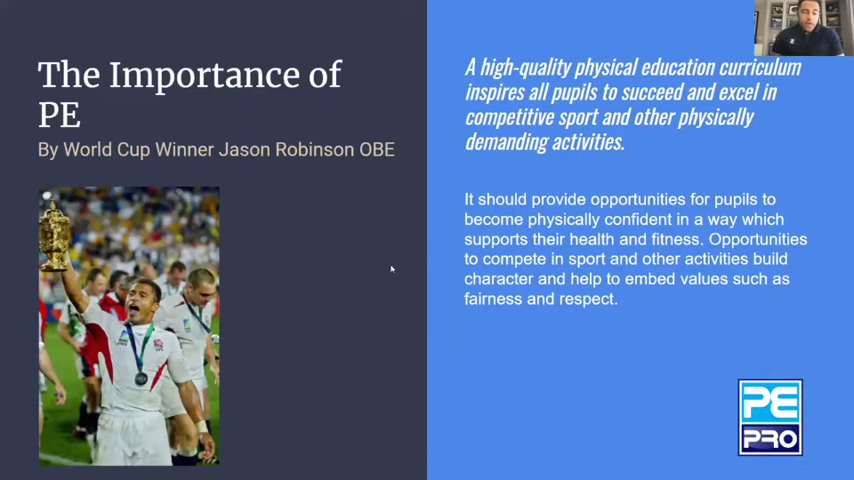 The Importance of
PE
By World Cup Winner Jason Robinson OBE
A high-quality physical education curriculum
inspires all pupils to succeed and excel in
competitive sport and other physically
demanding activities.
It should provide opportunities for pupils to
become physically confident in a way which
supports their health and fitness. Opportunities
to compete in sport and other activities build
character and help to embed values such as
fairness and respect.
PE
PRO